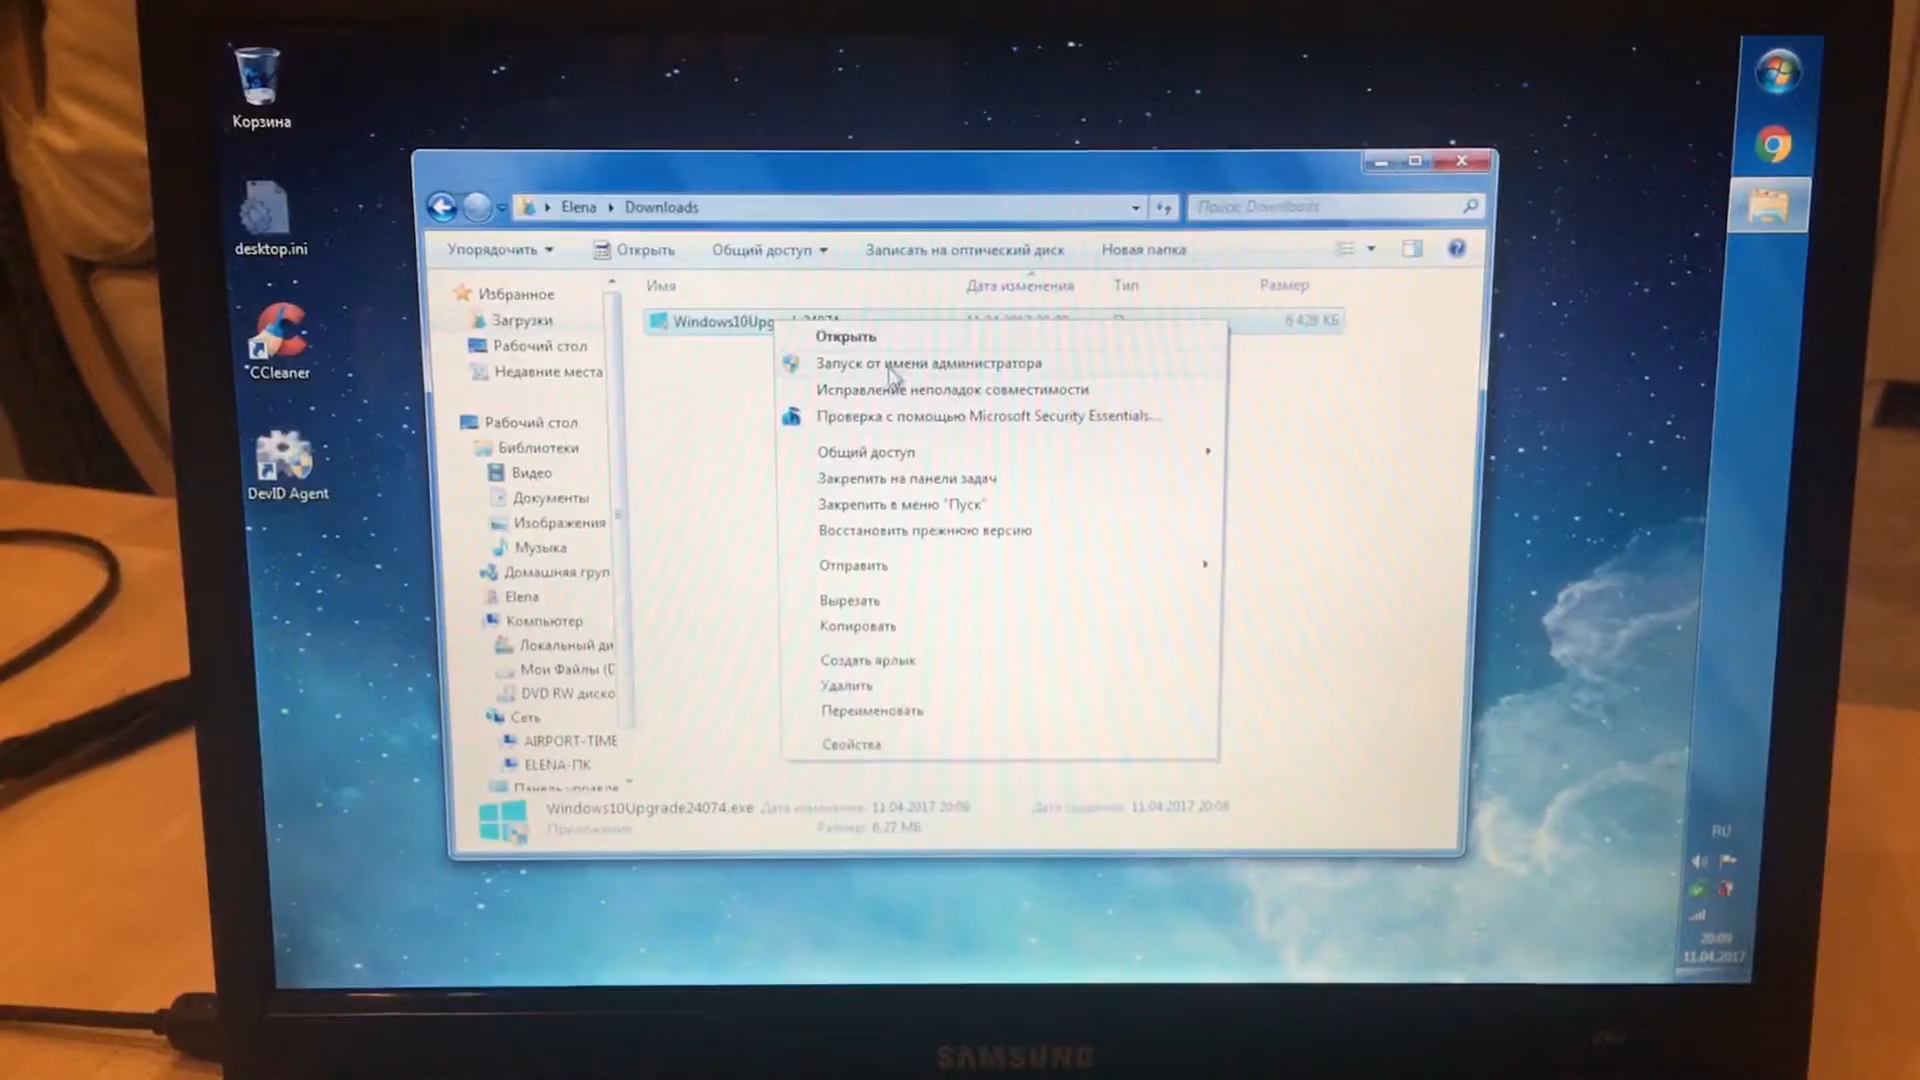 Корзина
desktop.ini
CCleaner
DevID Agent
Elena
Downloads
Поиск: Downloads
Упорядочить
Открыть
Общий доступ
Записать на оптический диск
Новая папка
Избранное
Загрузки
Рабочий стол
Недавние места
Рабочий стол
Библиотеки
Видео
Документы
Изображения
Музыка
Домашняя груп
Elena
Компьютер
Локальный ди
Мои Файлы (D
DVD RW диско
Сеть
AIRPORT-TIME
ELENA-ПК
Панель управле
Имя
Дата изменения
Тип
Размер
Windows10Upg
6 428 КБ
Открыть
Запуск от имени администратора
Исправление неполадок совместимости
Проверка с помощью Microsoft Security Essentials...
Общий доступ
Закрепить на панели задач
Закрепить в меню "Пуск"
Восстановить прежнюю версию
Отправить
Вырезать
Копировать
Создать ярлык
Удалить
Переименовать
Свойства
Windows10Upgrade24074.exe Дата изменения: 11.04.2017 20:08 Дата создания: 11.04.2017 20:08
Приложение Размер: 6,27 МБ
RU
20:09
11.04.2017
SAMSUNG